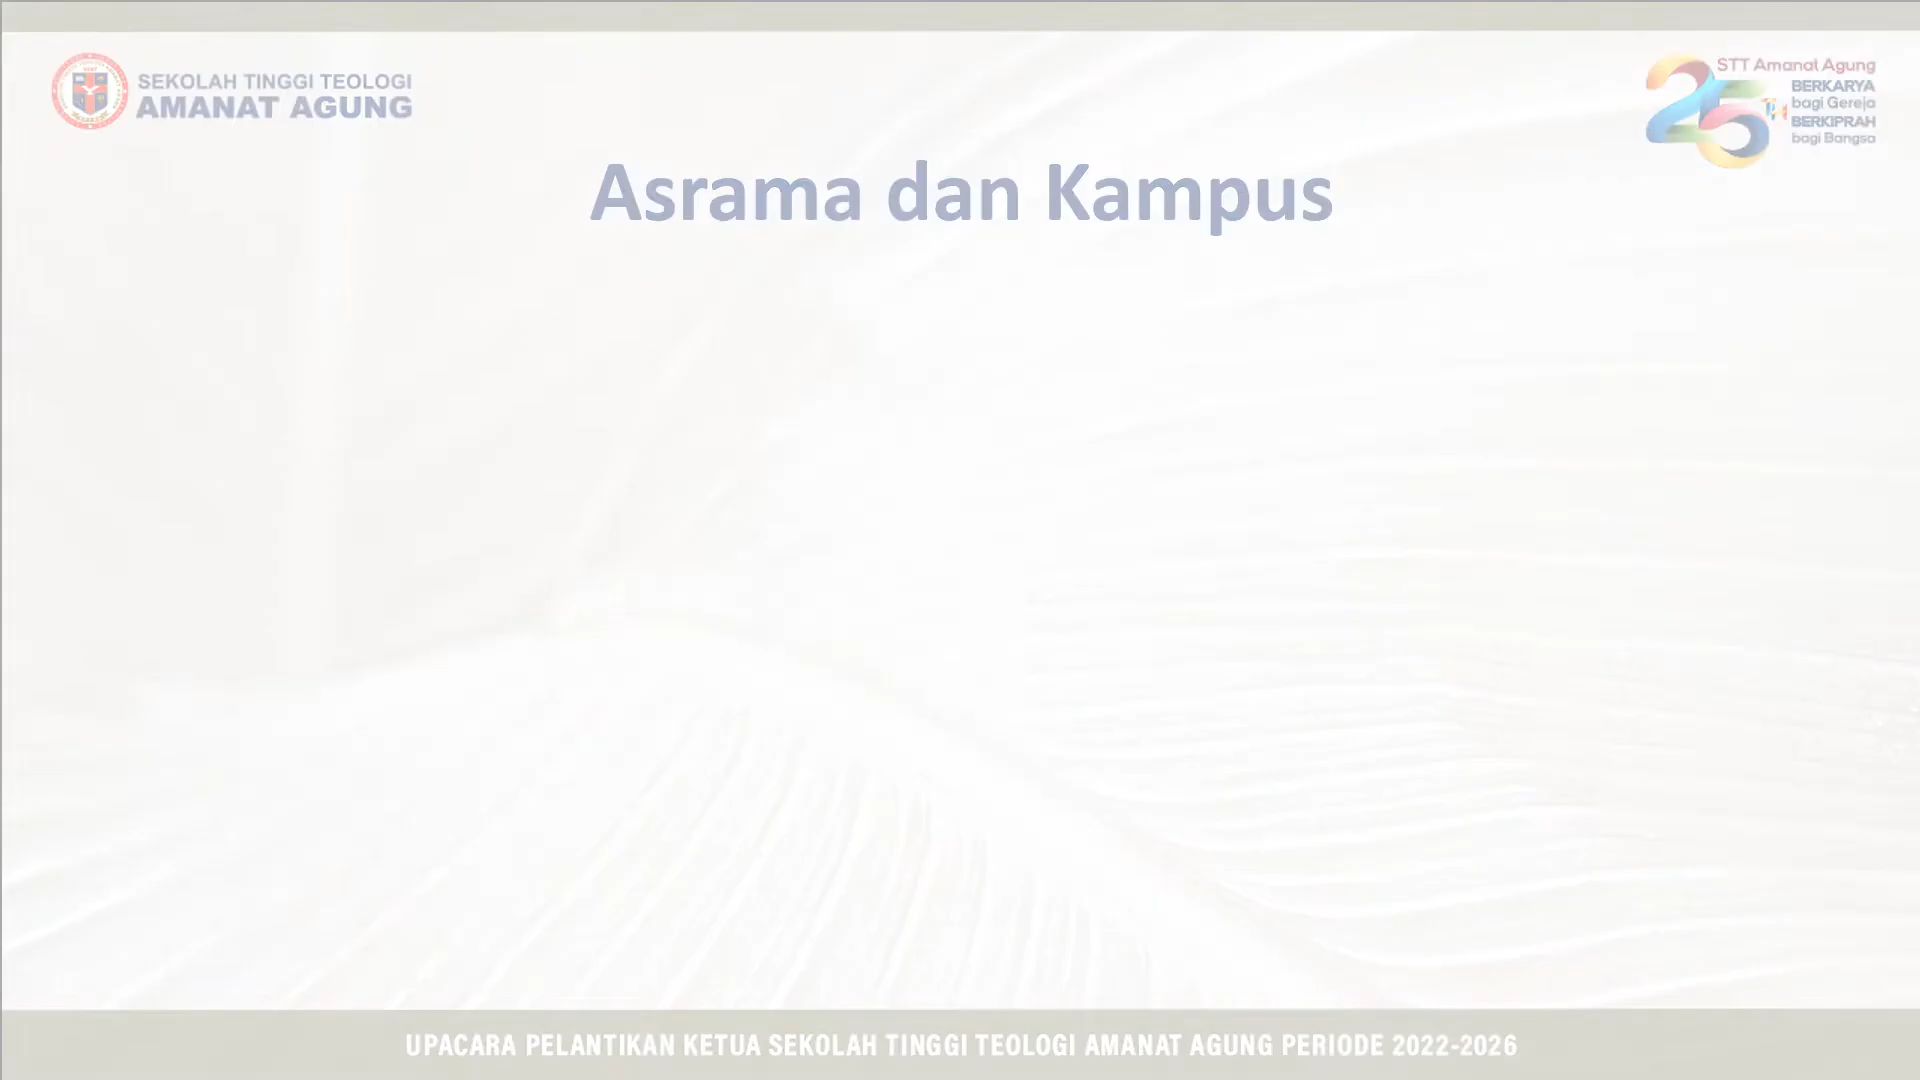 SEKOLAH TINGGI TEOLOGI
AMANAT AGUNG
25TH
STT Amanat Agung
BERKARYA
bagi Gereja
BERKIPRAH
bagi Bangsa
Asrama dan Kampus
UPACARA PELANTIKAN KETUA SEKOLAH TINGGI TEOLOGI AMANAT AGUNG PERIODE 2022-2026